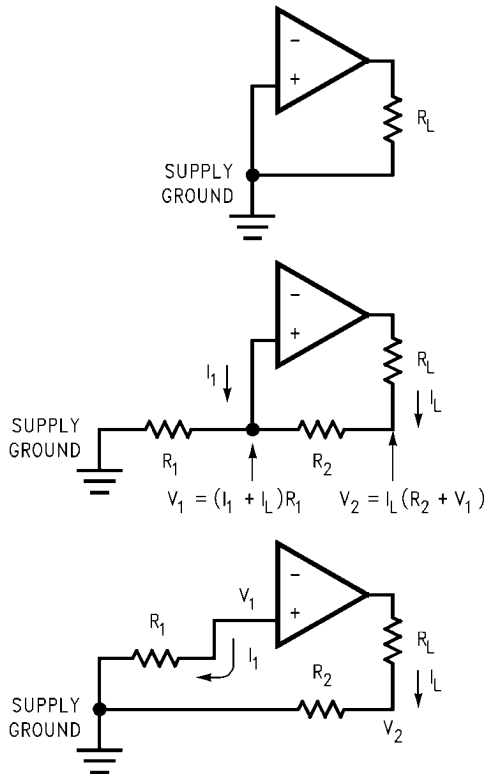 −
+
R_L
SUPPLY
GROUND
−
+
R_L
I_1
I_L
SUPPLY
GROUND
R_1
R_2
V_1 = (I_1 + I_L)R_1
V_2 = I_L(R_2 + V_1)
−
V_1
+
R_1
R_L
I_1
R_2
I_L
SUPPLY
GROUND
V_2